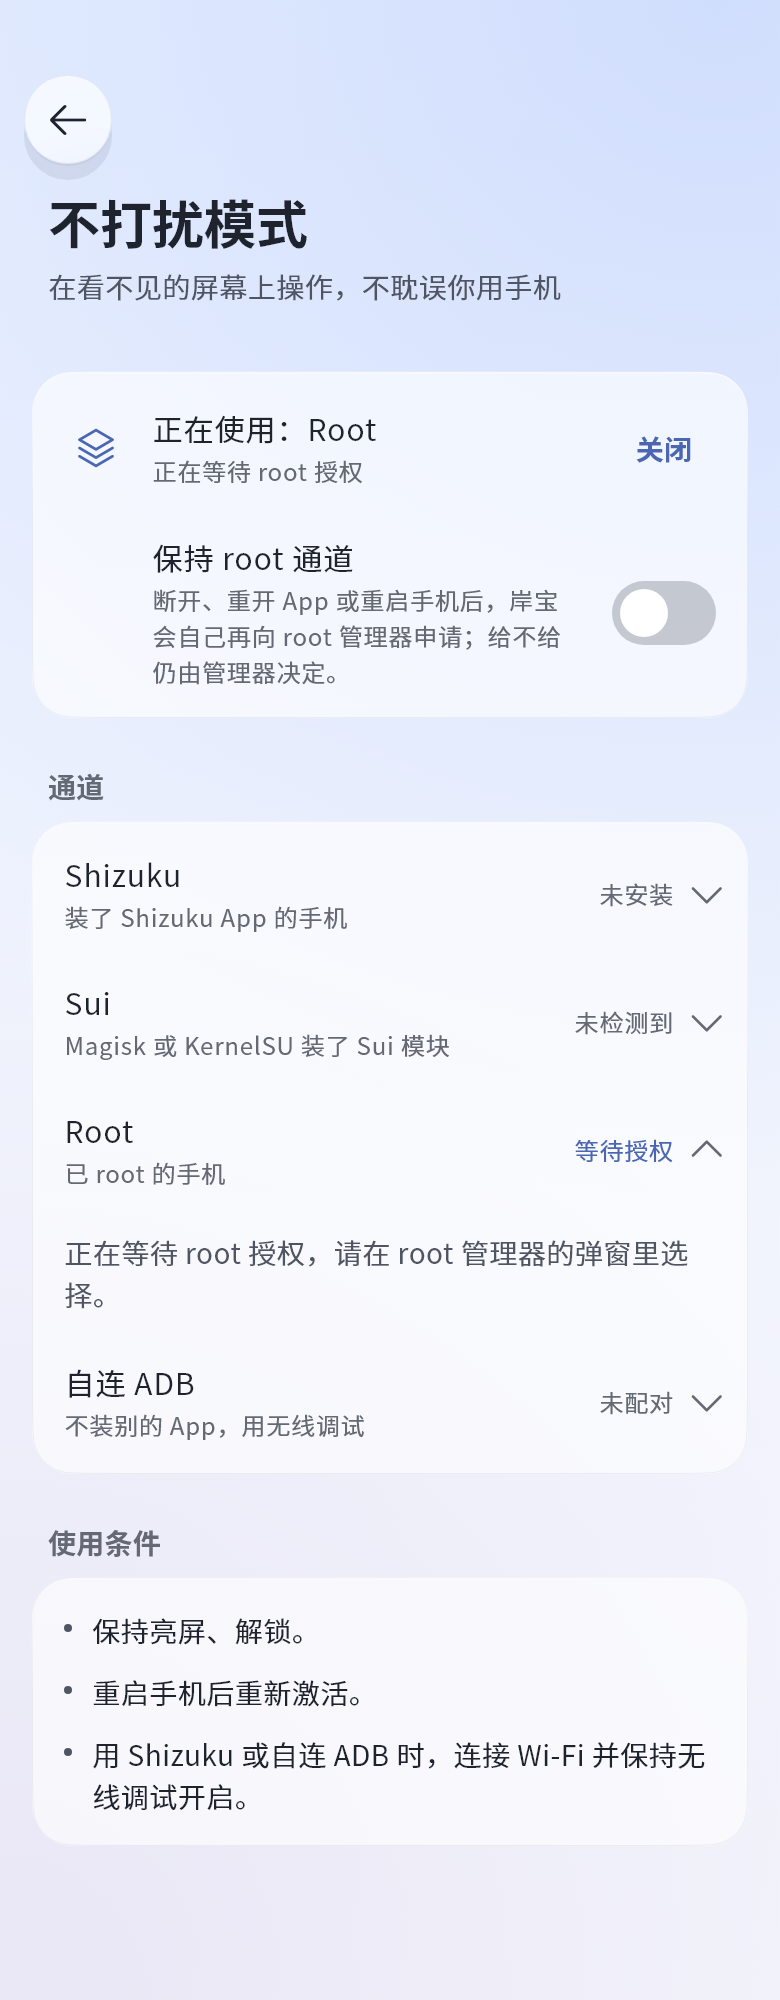 不打扰模式
在看不见的屏幕上操作，不耽误你用手机
正在使用：Root
正在等待 root 授权
关闭
保持 root 通道
断开、重开 App 或重启手机后，岸宝
会自己再向 root 管理器申请；给不给
仍由管理器决定。
通道
Shizuku
装了 Shizuku App 的手机
未安装
Sui
Magisk 或 KernelSU 装了 Sui 模块
未检测到
Root
已 root 的手机
等待授权
正在等待 root 授权，请在 root 管理器的弹窗里选
择。
自连 ADB
不装别的 App，用无线调试
未配对
使用条件
• 保持亮屏、解锁。
• 重启手机后重新激活。
• 用 Shizuku 或自连 ADB 时，连接 Wi-Fi 并保持无
线调试开启。